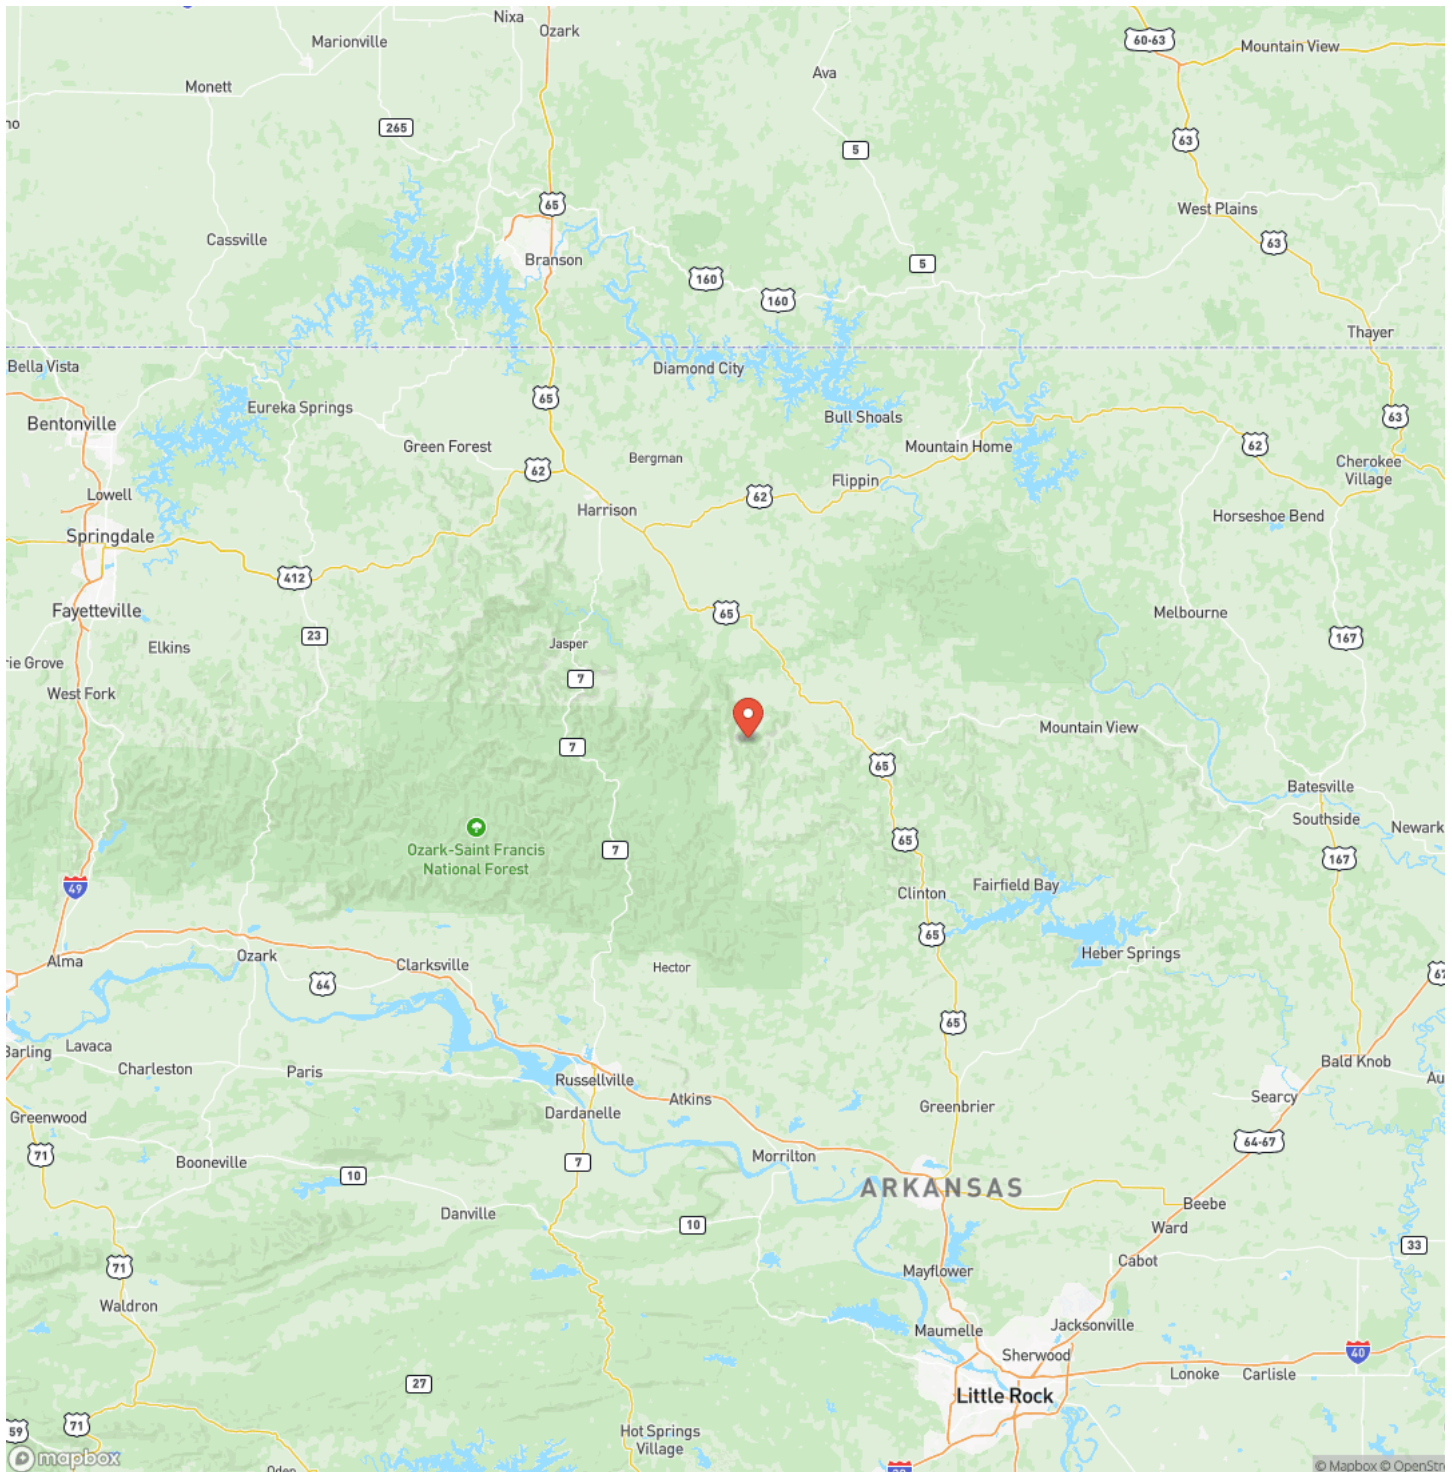 Nixa
Ozark
Marionville
60-63
Mountain View
Monett
Ava
265
5
63
65
Cassville
Branson
West Plains
63
5
160
160
Thayer
Bella Vista
Diamond City
65
Eureka Springs
Bentonville
Bull Shoals
63
Green Forest
Mountain Home
62
Bergman
62
Cherokee
Village
Flippin
Lowell
62
Harrison
Horseshoe Bend
Springdale
412
Fayetteville
65
Melbourne
23
167
Elkins
Jasper
rie Grove
7
West Fork
Mountain View
7
65
Batesville
Southside
Newark
Ozark-Saint Francis
National Forest
7
65
167
49
Clinton
Fairfield Bay
65
Alma
Ozark
Clarksville
Heber Springs
Hector
67
64
65
Barling
Lavaca
Charleston
Paris
Bald Knob
Russellville
Au
Atkins
Searcy
Greenwood
Dardanelle
Greenbrier
71
Booneville
7
Morrilton
64-67
10
ARKANSAS
Danville
10
Beebe
Ward
33
71
Mayflower
Cabot
Waldron
Maumelle
Jacksonville
Sherwood
40
27
Little Rock
Lonoke
Carlisle
59
71
Hot Springs
Village
mapbox
Oden
© Mapbox © OpenStr